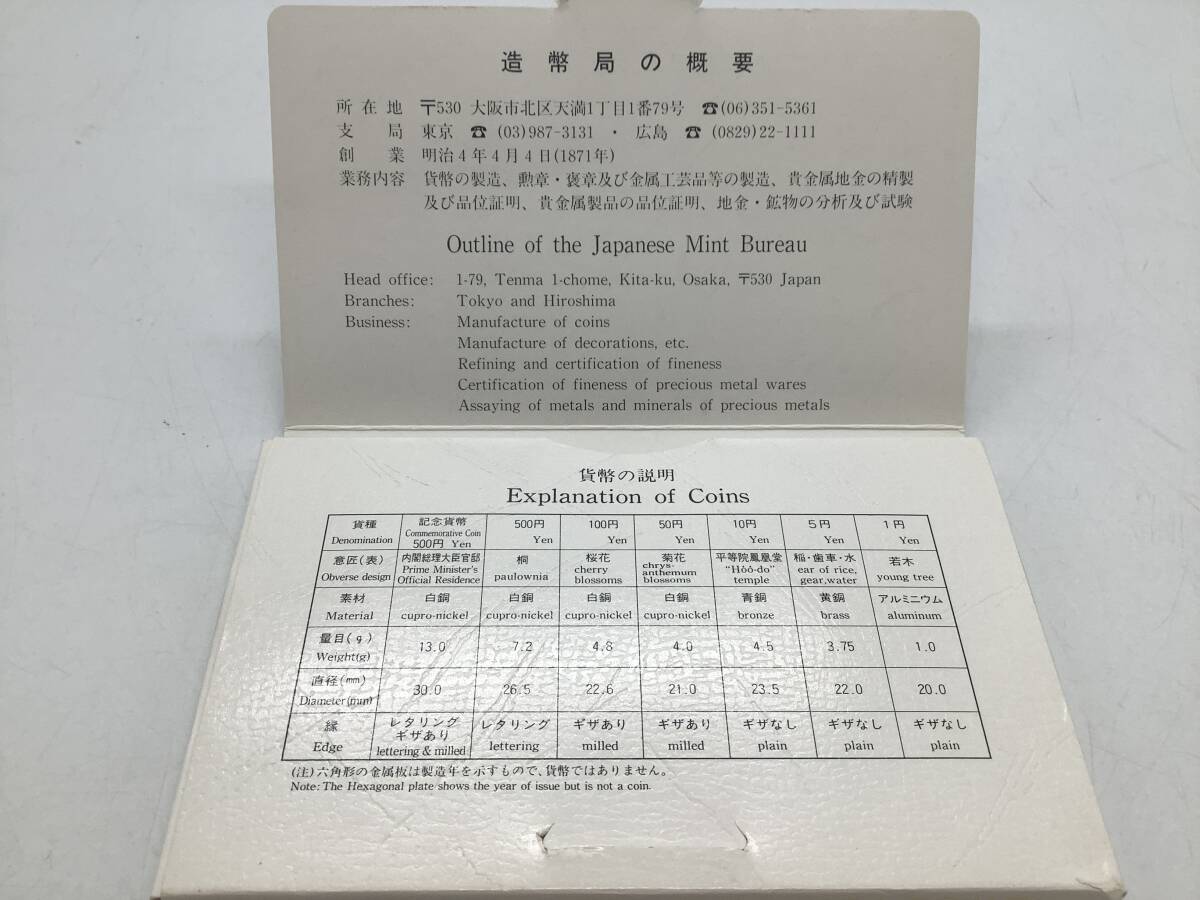 造幣局の概要
所在地 〒530 大阪市北区天満1丁目1番79号 ☎(06)351-5361
支局 東京 ☎ (03)987-3131 ・ 広島 ☎ (0829)22-1111
創業 明治4年4月4日(1871年)
業務内容 貨幣の製造、勲章・褒章及び金属工芸品等の製造、貴金属地金の精製
及び品位証明、貴金属製品の品位証明、地金・鉱物の分析及び試験
Outline of the Japanese Mint Bureau
Head office: 1-79, Tenma 1-chome, Kita-ku, Osaka, 〒530 Japan
Branches: Tokyo and Hiroshima
Business: Manufacture of coins
Manufacture of decorations, etc.
Refining and certification of fineness
Certification of fineness of precious metal wares
Assaying of metals and minerals of precious metals
貨幣の説明
Explanation of Coins
貨種 記念貨幣 500円 100円 50円 10円 5円 1円
Denomination Commemorative Coin 500円 Yen Yen Yen Yen Yen Yen Yen
意匠(表) 内閣総理大臣官邸 桐 桜花 菊花 平等院鳳凰堂 稲・歯車・水 若木
Obverse design Prime Minister's Official Residence paulownia cherry blossoms chrys-anthemum blossoms "Hôô-do" temple ear of rice, gear,water young tree
素材 白銅 白銅 白銅 白銅 青銅 黄銅 アルミニウム
Material cupro-nickel cupro-nickel cupro-nickel cupro-nickel bronze brass aluminum
量目(g) Weight(g) 13.0 7.2 4.8 4.0 4.5 3.75 1.0
直径(mm) Diameter(mm) 30.0 26.5 22.6 21.0 23.5 22.0 20.0
縁 レタリング ギザあり レタリング ギザあり ギザあり ギザなし ギザなし ギザなし
Edge lettering & milled lettering milled milled plain plain plain
(注)六角形の金属板は製造年を示すもので、貨幣ではありません。
Note: The Hexagonal plate shows the year of issue but is not a coin.